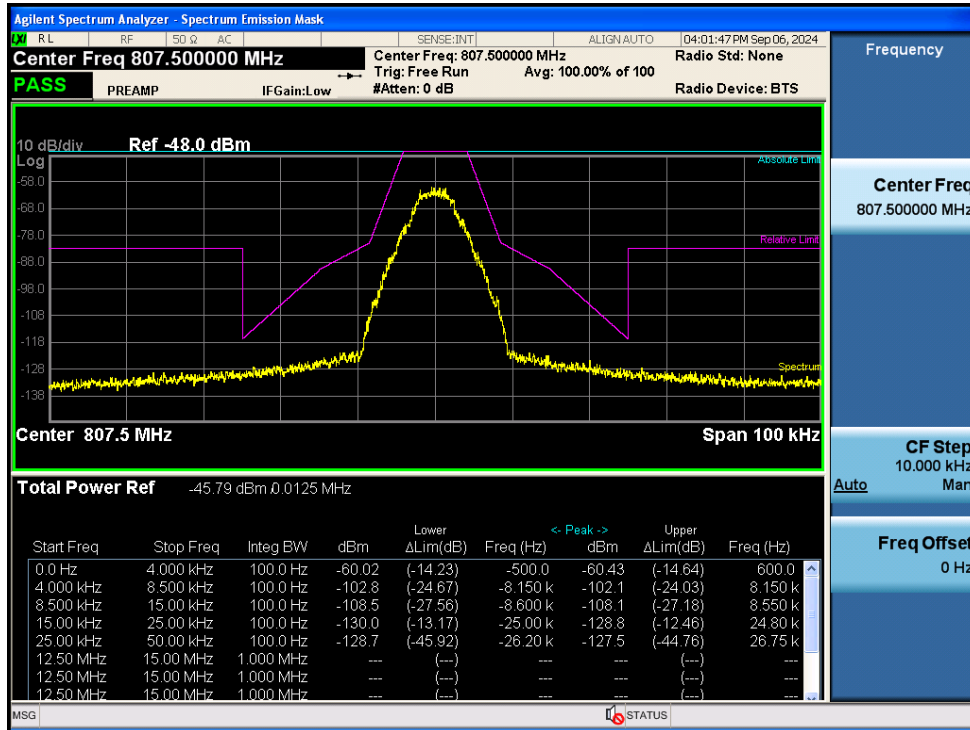 Agilent Spectrum Analyzer - Spectrum Emission Mask
LXI RL RF 50 Ω AC SENSE:INT ALIGN AUTO 04:01:47 PM Sep 06, 2024
Center Freq 807.500000 MHz
Center Freq: 807.500000 MHz
Radio Std: None
Trig: Free Run Avg: 100.00% of 100
PASS PREAMP IFGain:Low #Atten: 0 dB Radio Device: BTS
10 dB/div Ref -48.0 dBm
Log
Absolute Limit
-58.0
-68.0
-78.0
Relative Limit
-88.0
-98.0
-108
-118
-128
Spectrum
-138
Center 807.5 MHz Span 100 kHz
Total Power Ref -45.79 dBm / 0.0125 MHz
Lower <- Peak -> Upper
Start Freq Stop Freq Integ BW dBm ΔLim(dB) Freq (Hz) dBm ΔLim(dB) Freq (Hz)
0.0 Hz 4.000 kHz 100.0 Hz -60.02 (-14.23) -500.0 -60.43 (-14.64) 600.0
4.000 kHz 8.500 kHz 100.0 Hz -102.8 (-24.67) -8.150 k -102.1 (-24.03) 8.150 k
8.500 kHz 15.00 kHz 100.0 Hz -108.5 (-27.56) -8.600 k -108.1 (-27.18) 8.550 k
15.00 kHz 25.00 kHz 100.0 Hz -130.0 (-13.17) -25.00 k -128.8 (-12.46) 24.80 k
25.00 kHz 50.00 kHz 100.0 Hz -128.7 (-45.92) -26.20 k -127.5 (-44.76) 26.75 k
12.50 MHz 15.00 MHz 1.000 MHz --- (---) --- --- (---) ---
12.50 MHz 15.00 MHz 1.000 MHz --- (---) --- --- (---) ---
12.50 MHz 15.00 MHz 1.000 MHz --- (---) --- --- (---) ---
MSG STATUS
Frequency
Center Freq
807.500000 MHz
CF Step
10.000 kHz
Auto Man
Freq Offset
0 Hz